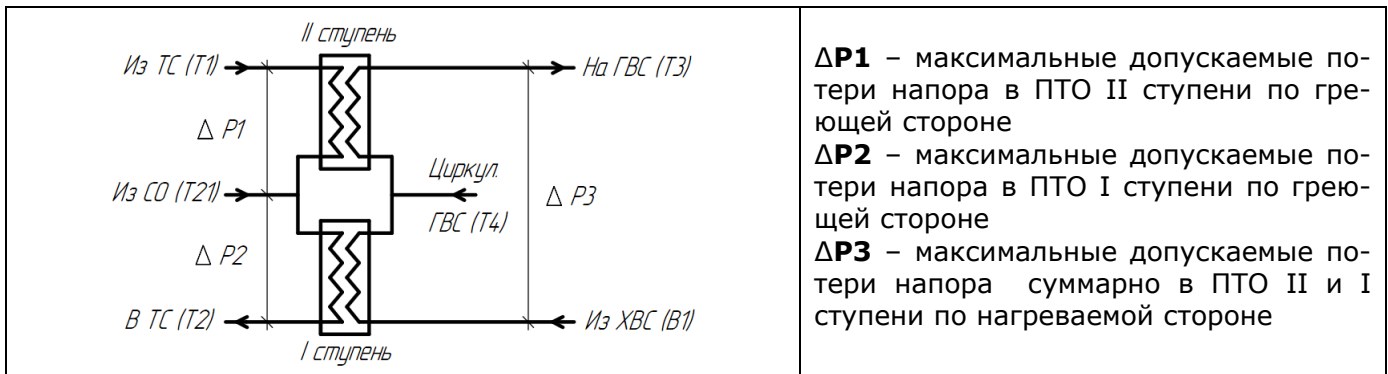 II ступень
Из ТС (Т1)
На ГВС (Т3)
Δ Р1
Циркул.
Из СО (Т21)
Δ Р3
ГВС (Т4)
Δ Р2
В ТС (Т2)
Из ХВС (В1)
I ступень
ΔР1 – максимальные допускаемые по-
тери напора в ПТО II ступени по гре-
ющей стороне
ΔР2 – максимальные допускаемые по-
тери напора в ПТО I ступени по грею-
щей стороне
ΔР3 – максимальные допускаемые по-
тери напора суммарно в ПТО II и I
ступени по нагреваемой стороне